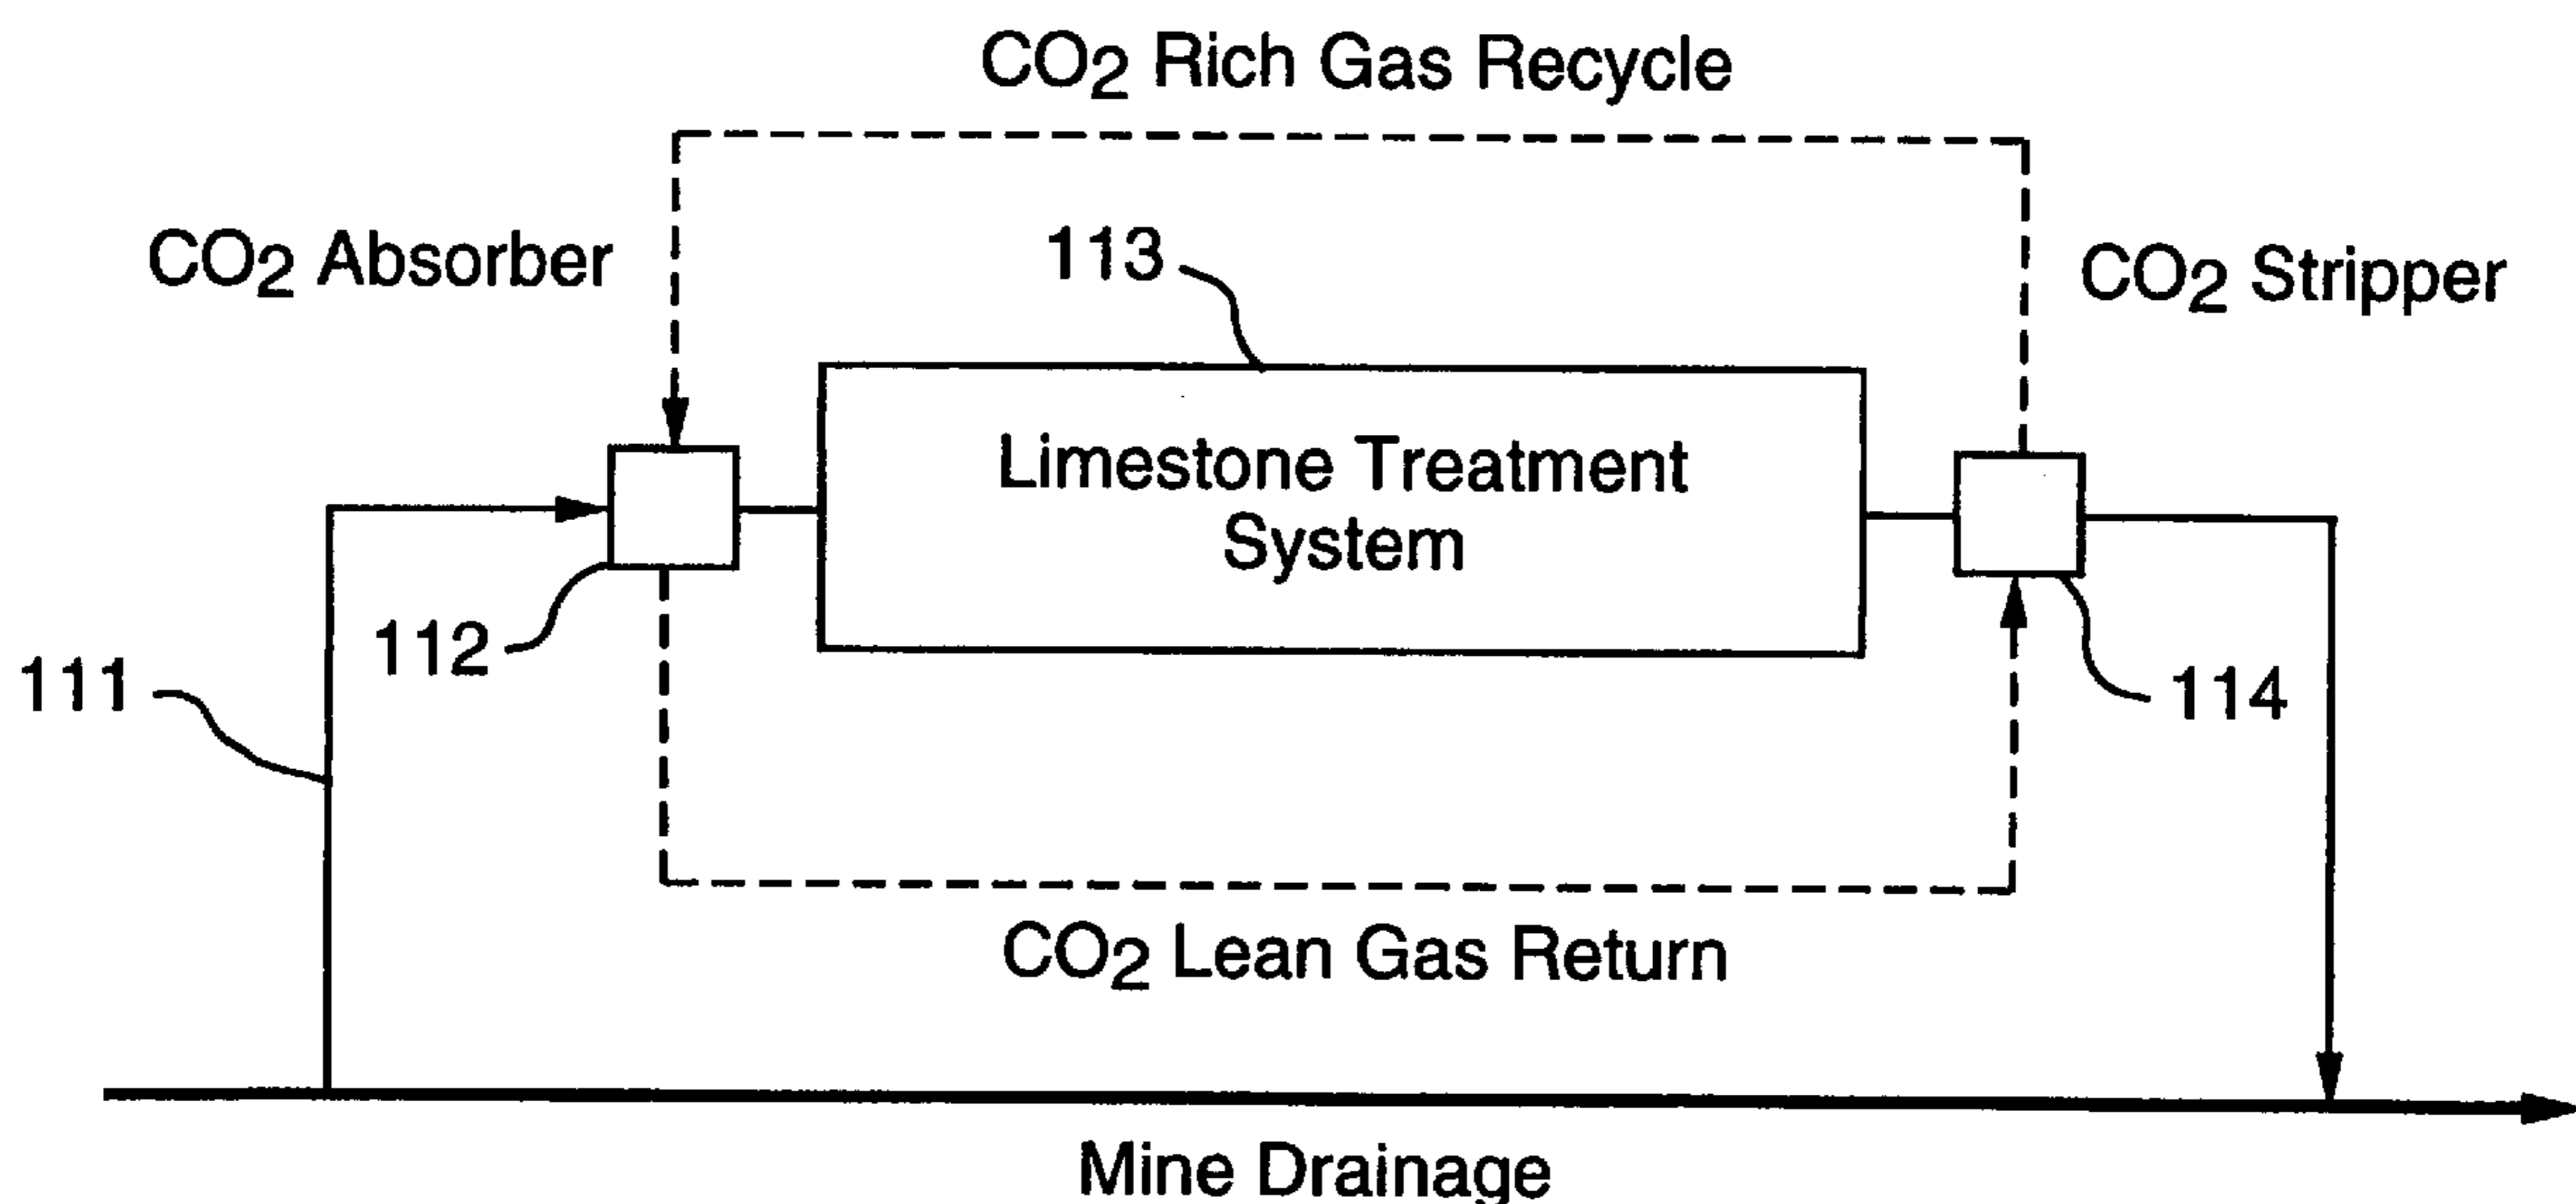 CO2 Rich Gas Recycle
CO2 Absorber
113
CO2 Stripper
Limestone Treatment
System
112
111
114
CO2 Lean Gas Return
Mine Drainage